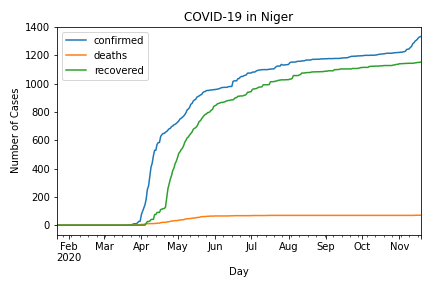 COVID-19 in Niger
confirmed
deaths
recovered
Number of Cases
1400
1200
1000
800
600
400
200
0
Feb Mar Apr May Jun Jul Aug Sep Oct Nov
2020
Day